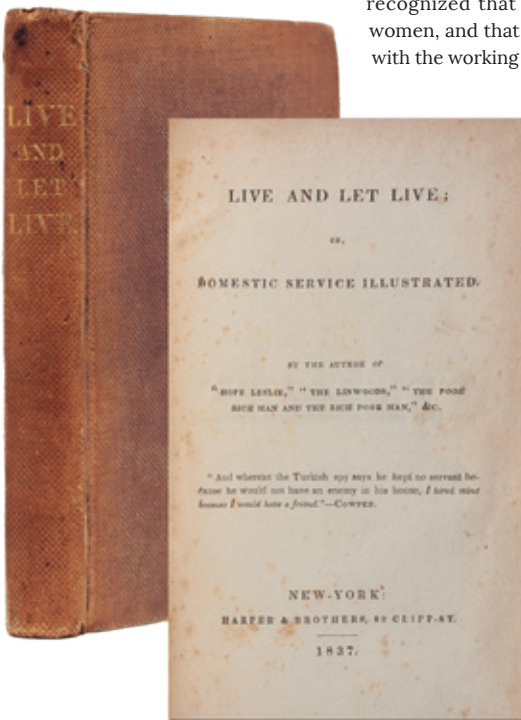 recognized that
women, and that
with the working
LIVE
AND
LET
LIVE.
LIVE AND LET LIVE;
OR,
DOMESTIC SERVICE ILLUSTRATED.
BY THE AUTHOR OF
"HOPE LESLIE," "THE LINWOODS," "THE POOR
RICH MAN AND THE RICH POOR MAN," &C.
"And whereas the Turkish spy says he kept no servant be-
cause he would not have an enemy in his house, I hired mine
because I would have a friend."—COWPER.
NEW-YORK:
HARPER & BROTHERS, 82 CLIFF-ST.
1837.